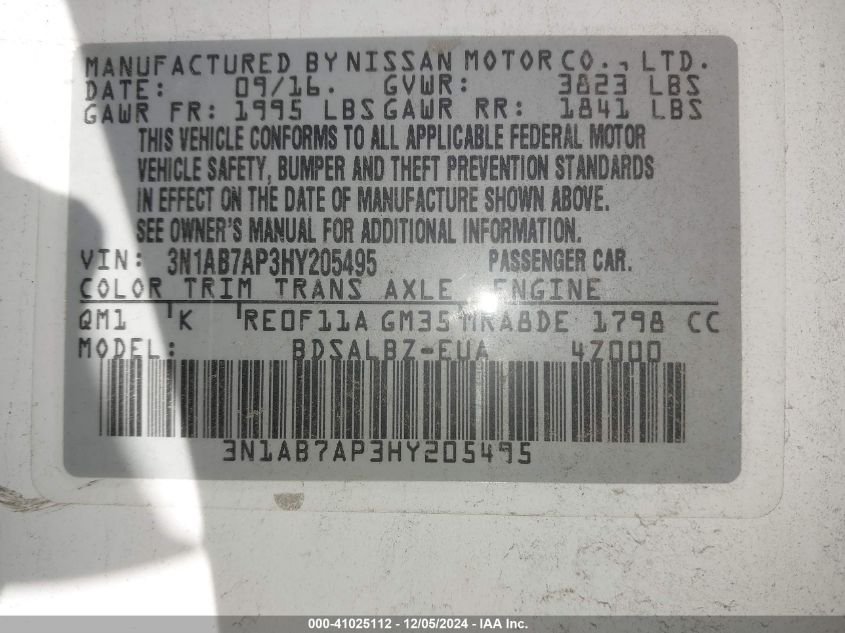 MANUFACTURED BY NISSAN MOTOR CO., LTD.
DATE: 09/16. GVWR: 3823 LBS
GAWR FR: 1995 LBS GAWR RR: 1841 LBS
THIS VEHICLE CONFORMS TO ALL APPLICABLE FEDERAL MOTOR
VEHICLE SAFETY, BUMPER AND THEFT PREVENTION STANDARDS
IN EFFECT ON THE DATE OF MANUFACTURE SHOWN ABOVE.
SEE OWNER'S MANUAL FOR ADDITIONAL INFORMATION.
VIN: 3N1AB7AP3HY205495 PASSENGER CAR.
COLOR TRIM TRANS AXLE ENGINE
QM1 K RE0F11A GM35 MRA8DE 1798 CC
MODEL: BDSALBZ-EUA 4Z000
3N1AB7AP3HY205495
000-41025112 - 12/05/2024 - IAA Inc.